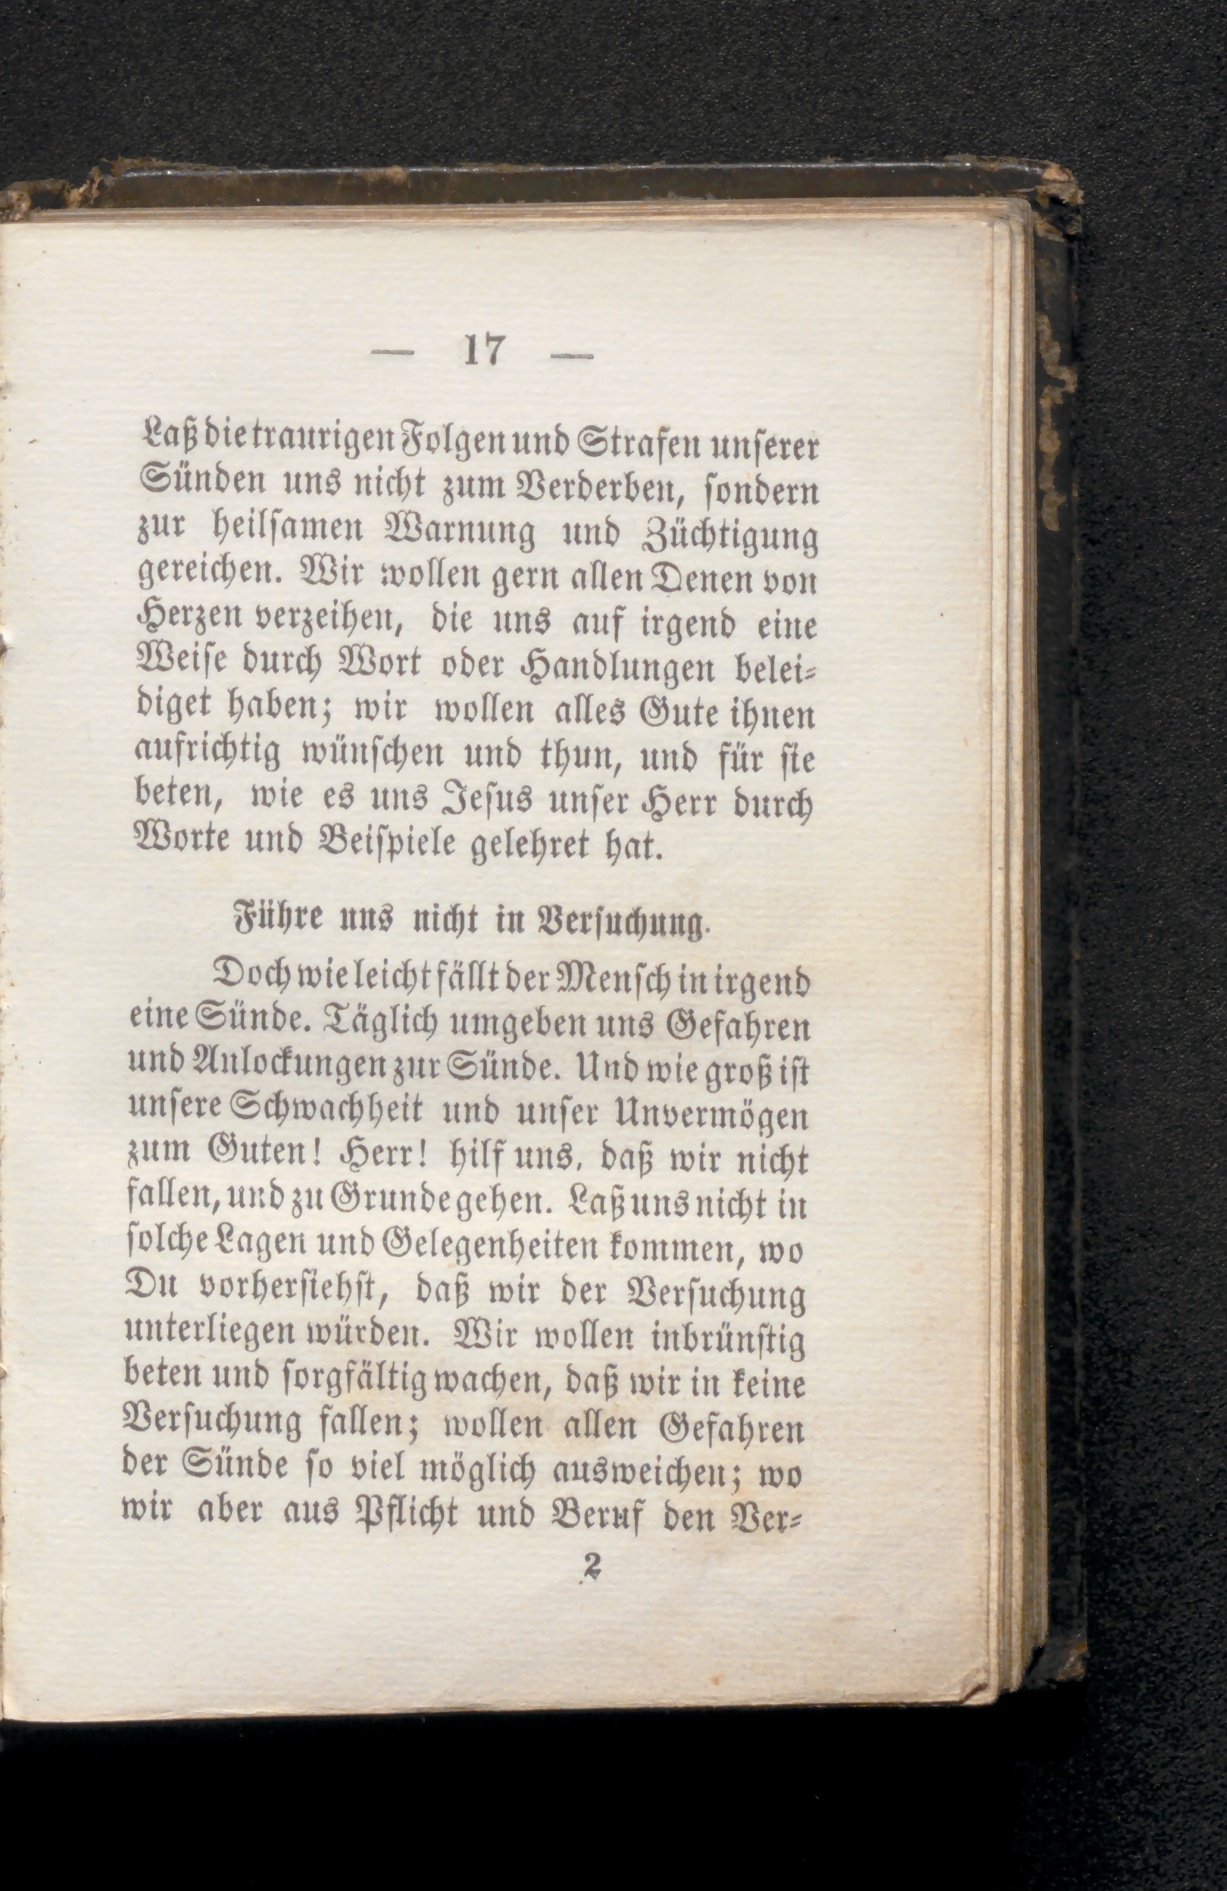 — 17 —
Laß die traurigen Folgen und Strafen unserer
Sünden uns nicht zum Verderben, sondern
zur heilsamen Warnung und Züchtigung
gereichen. Wir wollen gern allen Denen von
Herzen verzeihen, die uns auf irgend eine
Weise durch Wort oder Handlungen belei-
diget haben; wir wollen alles Gute ihnen
aufrichtig wünschen und thun, und für sie
beten, wie es uns Jesus unser Herr durch
Worte und Beispiele gelehret hat.
Führe uns nicht in Versuchung.
Doch wie leicht fällt der Mensch in irgend
eine Sünde. Täglich umgeben uns Gefahren
und Anlockungen zur Sünde. Und wie groß ist
unsere Schwachheit und unser Unvermögen
zum Guten! Herr! hilf uns, daß wir nicht
fallen, und zu Grunde gehen. Laß uns nicht in
solche Lagen und Gelegenheiten kommen, wo
Du vorhersiehst, daß wir der Versuchung
unterliegen würden. Wir wollen inbrünstig
beten und sorgfältig wachen, daß wir in keine
Versuchung fallen; wollen allen Gefahren
der Sünde so viel möglich ausweichen; wo
wir aber aus Pflicht und Beruf den Ver-
2